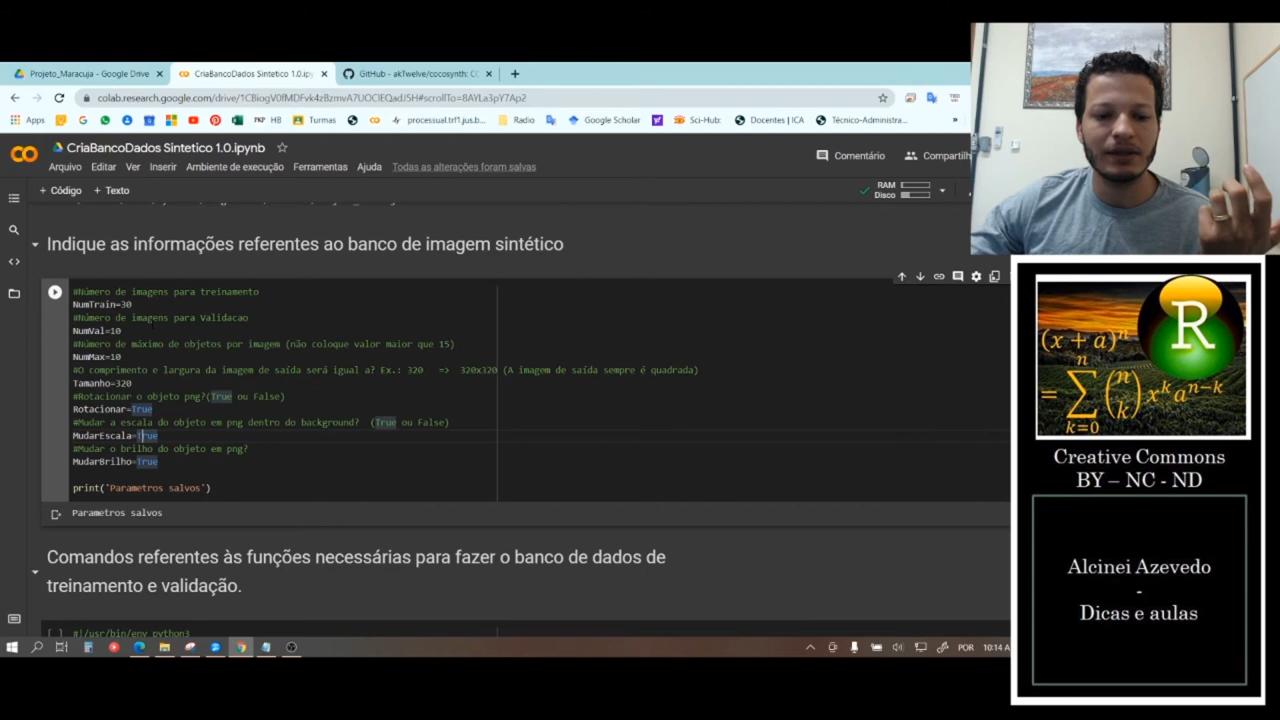 Projeto_Maracuja - Google Drive
CriaBancoDados Sintetico 1.0.ipyn
GitHub - akTwelve/cocosynth: CC
colab.research.google.com/drive/1CBiogV0fMDFvk4zBzmvA7UOClEQadJ5H#scrollTo=8AYLa3pY7Ap2
Apps
HB
Turmas
processual.trf1.jus.b...
Radio
Google Scholar
Sci-Hub:
Docentes | ICA
Técnico-Administra...
CriaBancoDados Sintetico 1.0.ipynb
Comentário
Compartilh
Arquivo Editar Ver Inserir Ambiente de execução Ferramentas Ajuda Todas as alterações foram salvas
+ Código + Texto
RAM
Disco
Indique as informações referentes ao banco de imagem sintético
#Número de imagens para treinamento
NumTrain=30
#Número de imagens para Validacao
NumVal=10
#Número de máximo de objetos por imagem (não coloque valor maior que 15)
NumMax=10
#O comprimento e largura da imagem de saída será igual a? Ex.: 320 => 320x320 (A imagem de saída sempre é quadrada)
Tamanho=320
#Rotacionar o objeto png?(True ou False)
Rotacionar=True
#Mudar a escala do objeto em png dentro do background? (True ou False)
MudarEscala=True
#Mudar o brilho do objeto em png?
MudarBrilho=True
print('Parametros salvos')
Parametros salvos
Comandos referentes às funções necessárias para fazer o banco de dados de
treinamento e validação.
[ ] #!/usr/bin/env python3
POR 10:14 A
R
(x + a)^n
= ∑_{k=0}^{n} (n k) x^k a^{n-k}
Creative Commons
BY – NC - ND
Alcinei Azevedo
-
Dicas e aulas